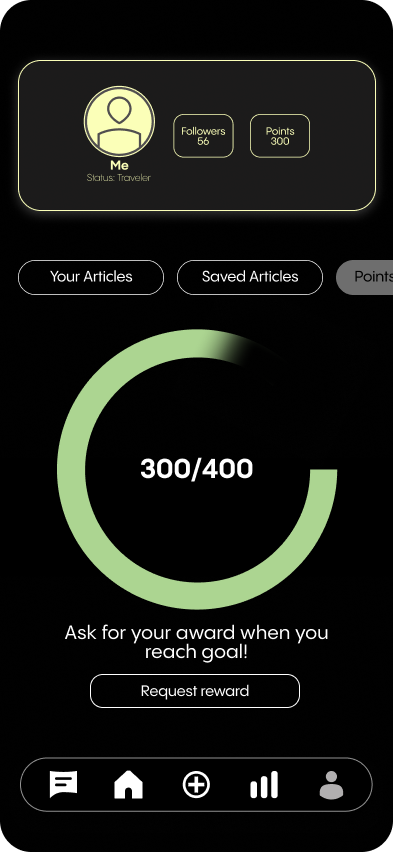 Followers
56
Points
300
Me
Status: Traveler
Your Articles
Saved Articles
Points
300/400
Ask for your award when you
reach goal!
Request reward